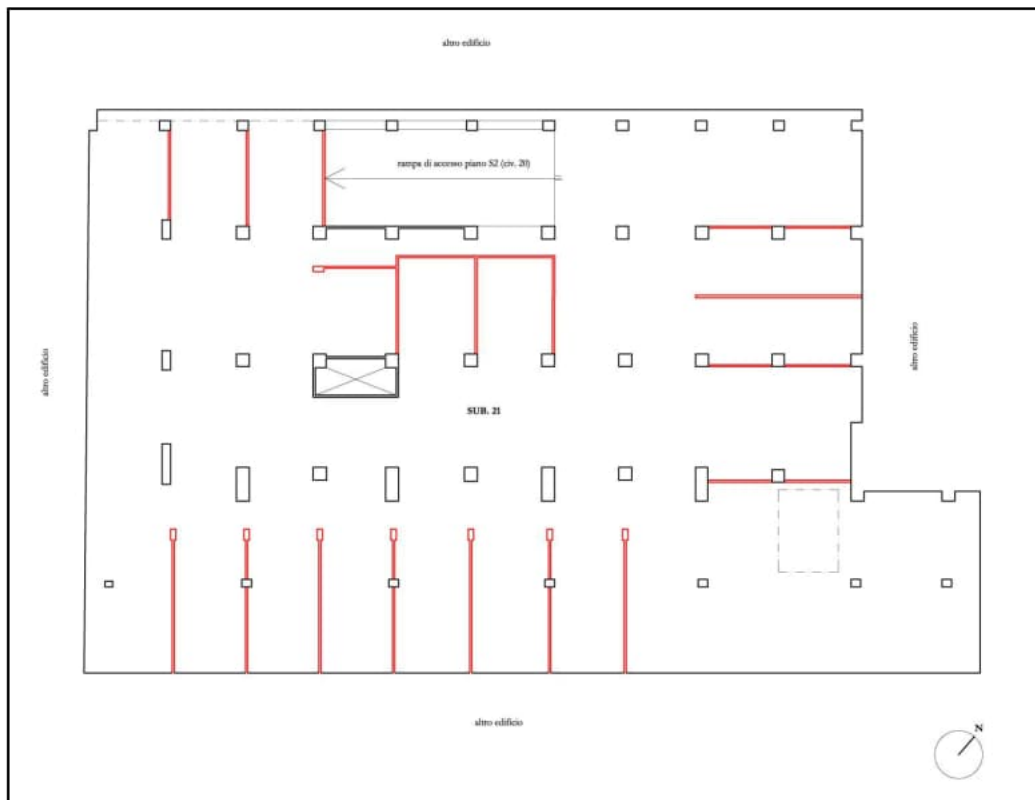 altro edificio
rampa di accesso piano S2 (civ. 20)
altro edificio
altro edificio
SUB. 21
altro edificio
N